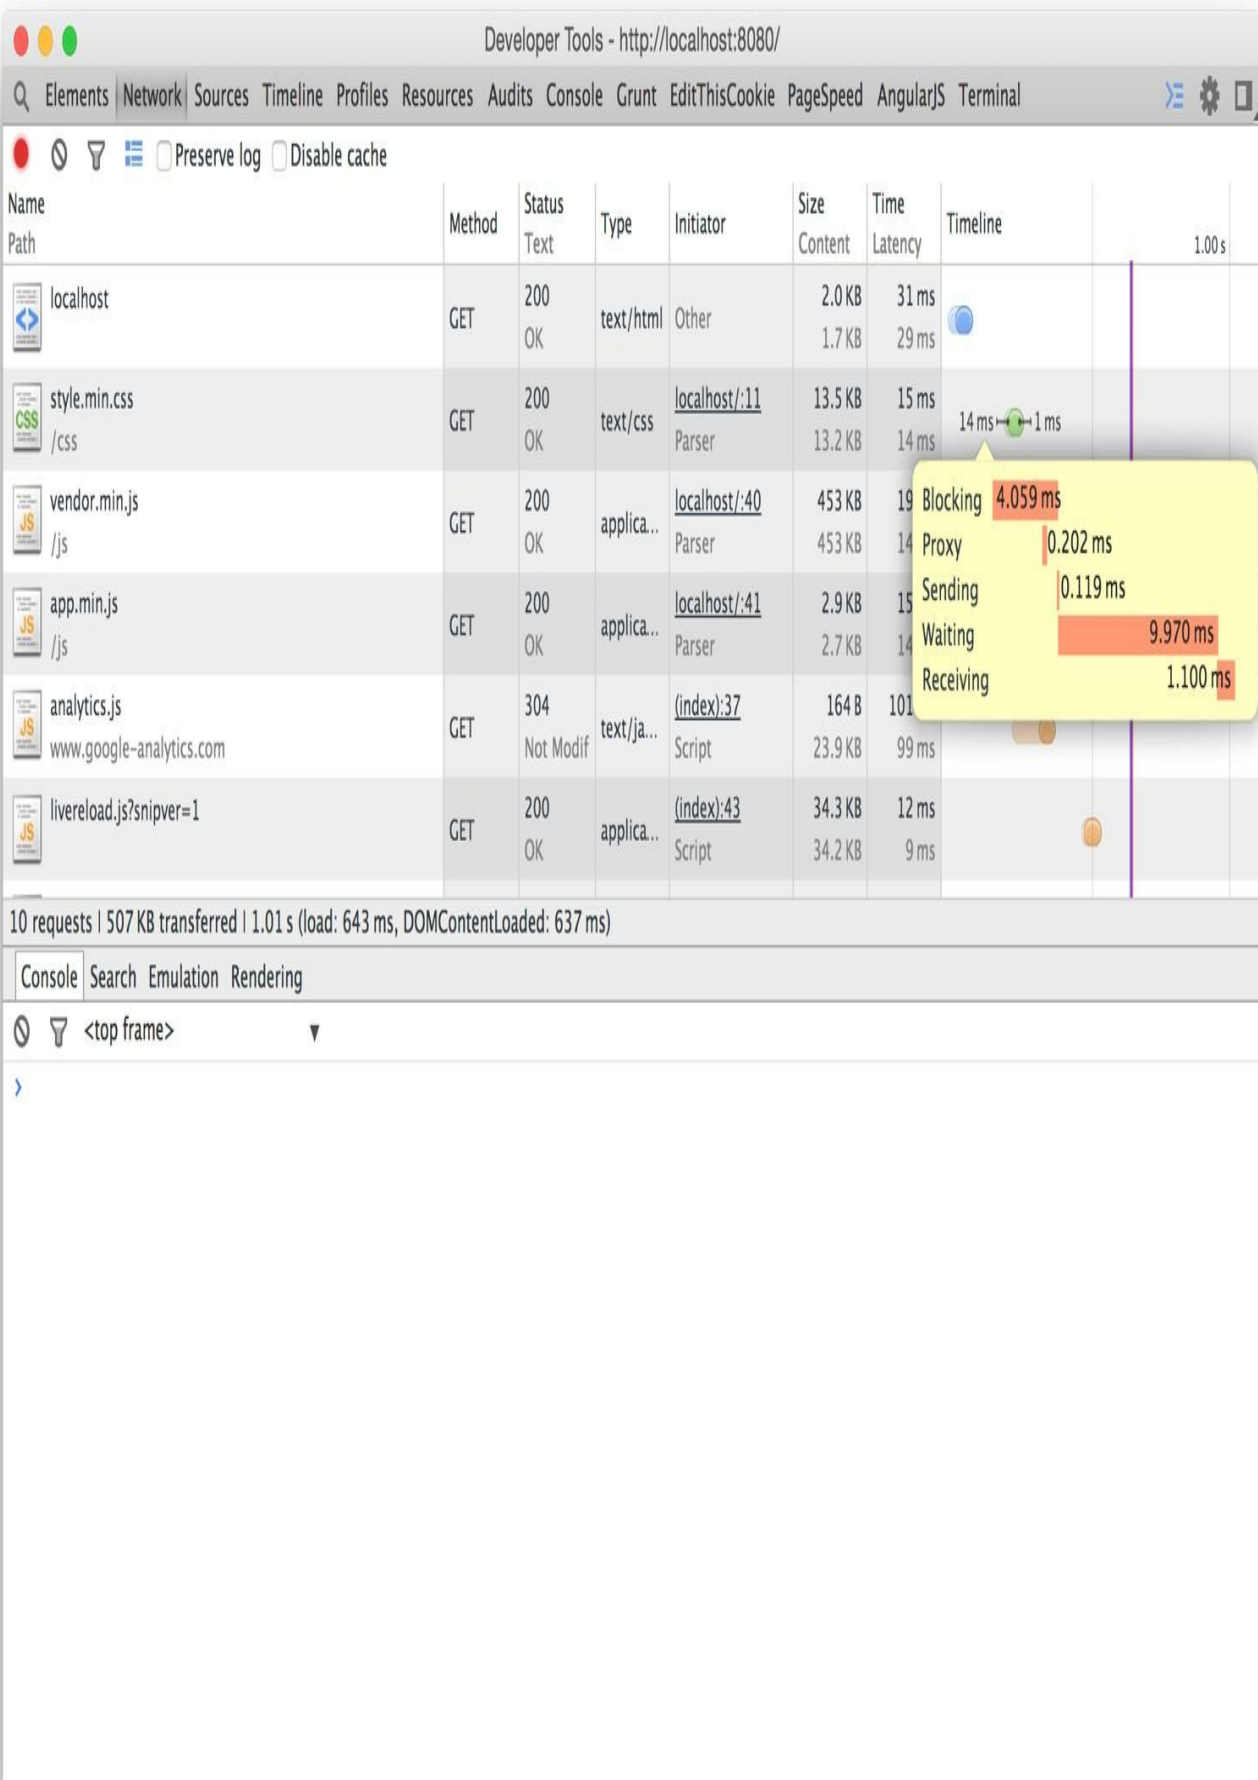 Developer Tools - http://localhost:8080/
Elements Network Sources Timeline Profiles Resources Audits Console Grunt EditThisCookie PageSpeed AngularJS Terminal
Preserve log Disable cache
Name Status Size Time
Method Type Initiator Timeline
Path Text Content Latency 1.00 s
localhost 200 2.0 KB 31 ms
GET text/html Other
OK 1.7 KB 29 ms
style.min.css 200 localhost/:11 13.5 KB 15 ms
CSS GET text/css 14 ms 1 ms
/css OK Parser 13.2 KB 14 ms
vendor.min.js 200 localhost/:40 453 KB 19 Blocking 4.059 ms
JS GET applica...
/js OK Parser 453 KB 14 Proxy 0.202 ms
app.min.js 200 localhost/:41 2.9 KB 15 Sending 0.119 ms
JS GET applica... Waiting 9.970 ms
/js OK Parser 2.7 KB 14
Receiving 1.100 ms
analytics.js 304 (index):37 164 B 101
JS GET text/ja...
www.google-analytics.com Not Modif Script 23.9 KB 99 ms
livereload.js?snipver=1 200 (index):43 34.3 KB 12 ms
JS GET applica...
OK Script 34.2 KB 9 ms
10 requests | 507 KB transferred | 1.01 s (load: 643 ms, DOMContentLoaded: 637 ms)
Console Search Emulation Rendering
<top frame> ▼